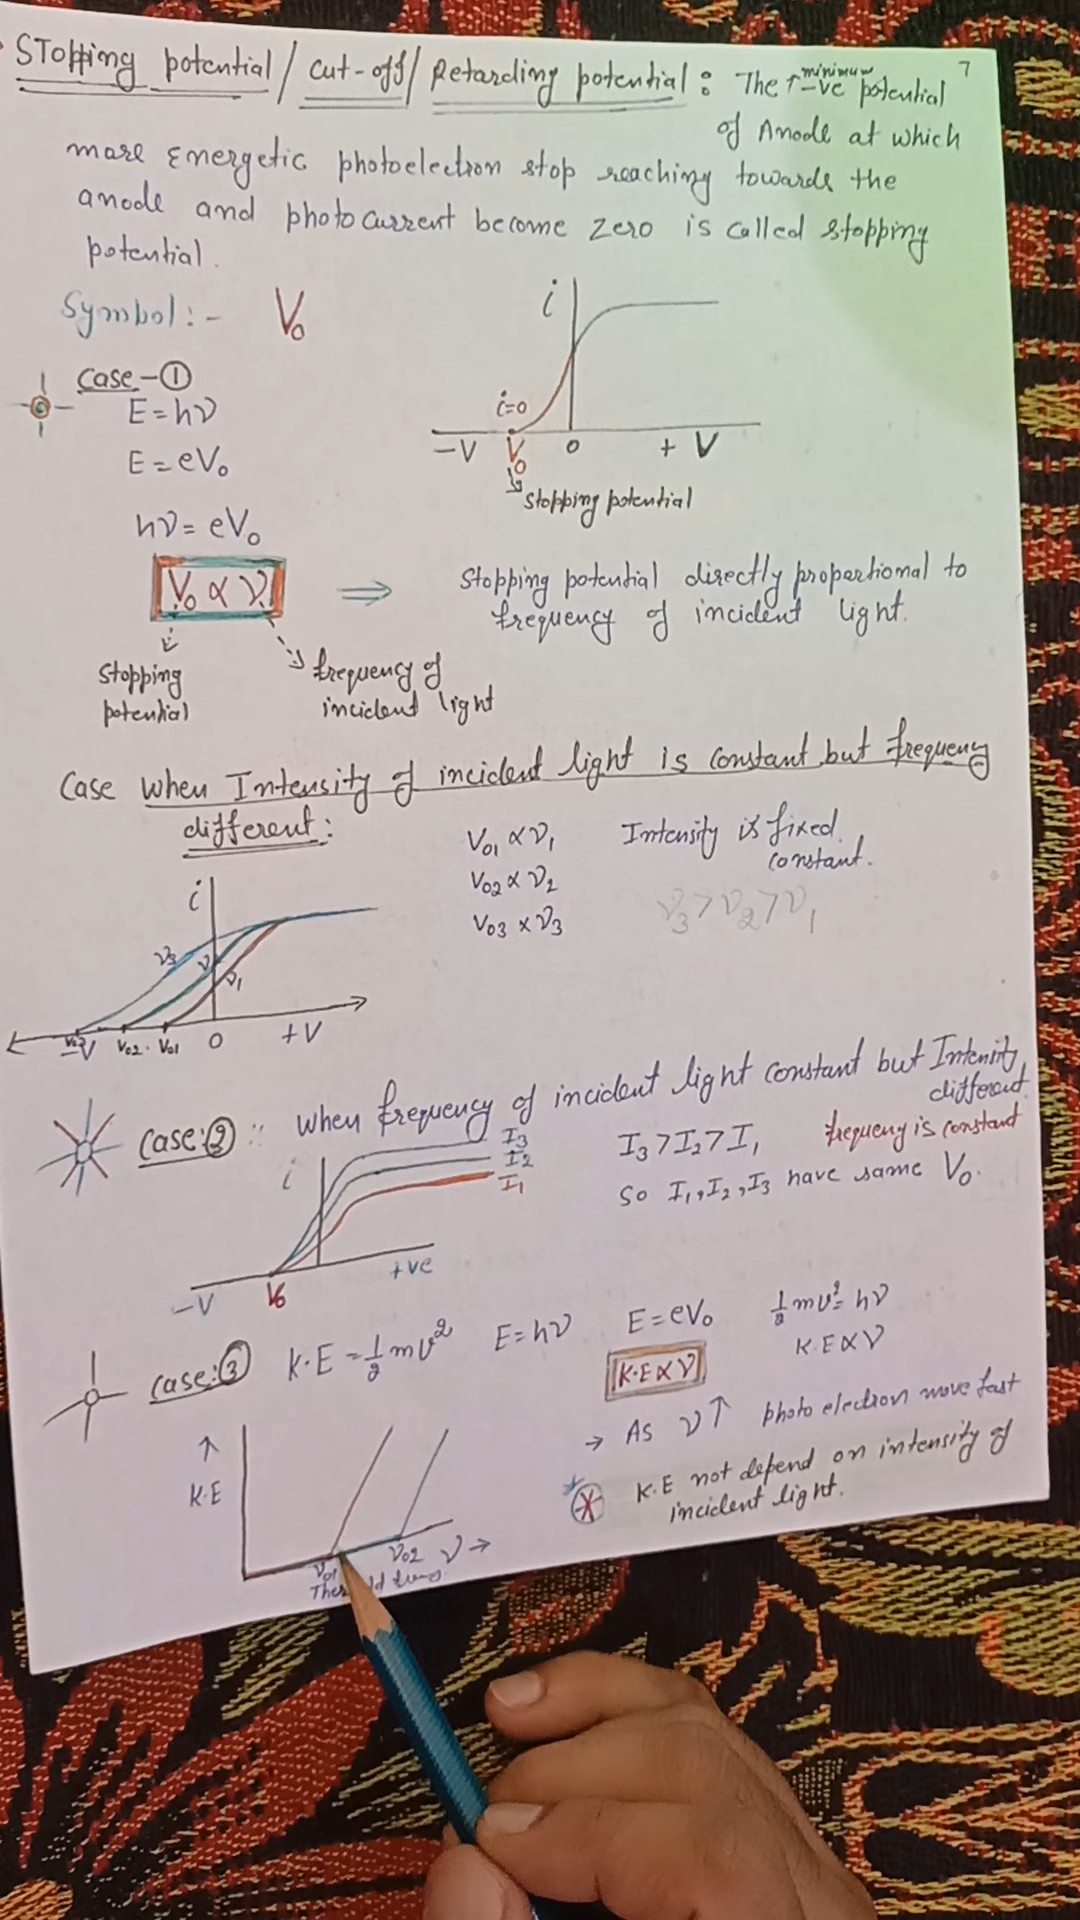 7
Stopping potential / Cut-off / Retarding potential : The ↑ minimum -ve potential
of Anode at which
more Energetic photoelectron stop reaching towards the
anode and photocurrent become zero is called stopping
potential.
Symbol :- V₀
i
i=0
-V V₀ 0 + V
Stopping potential
Case-①
E = hν
E = eV₀
hν = eV₀
V₀ ∝ ν ⇒ Stopping potential directly proportional to
frequency of incident light.
Stopping
potential
frequency of
incident light
Case when Intensity of incident light is constant but frequency
different :
V₀₁ ∝ ν₁ Intensity is fixed.
constant.
V₀₂ ∝ ν₂
V₀₃ ∝ ν₃ ν₃ > ν₂ > ν₁
i
ν₃ ν ν₁
-V V₀₂ V₀₁ 0 +V
Case:② :: When frequency of incident light constant but Intensity
different.
i
I₃
I₂
I₁
I₃ > I₂ > I₁ frequeny is constant
So I₁, I₂, I₃ have same V₀.
-V V₀ +ve
Case:③ K.E = ½mv² E = hν E = eV₀ ½mv² = hν
K.E ∝ ν
K.E ∝ ν
→ As ν↑ photo electron move fast
* K.E not depend on intensity of
incident light.
↑
K.E
ν₀₁ ν₀₂ ν →